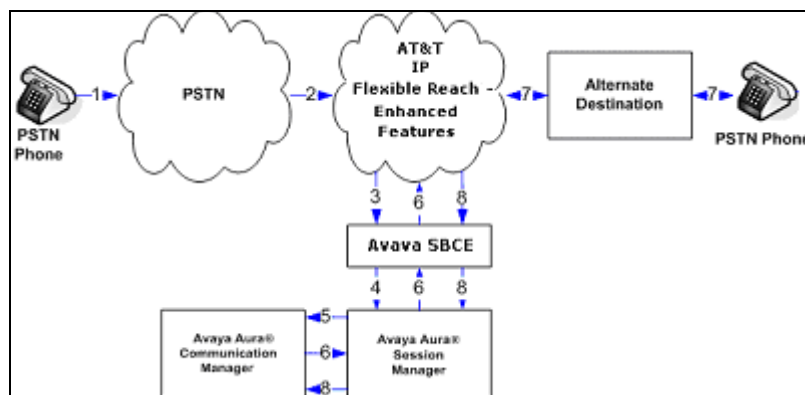 PSTN
Phone
1
PSTN
2
AT&T
IP
Flexible Reach -
Enhanced
Features
7
Alternate
Destination
7
PSTN Phone
3
6
8
Avaya SBCE
4
6
8
Avaya Aura®
Communication
Manager
5
6
8
Avaya Aura®
Session
Manager